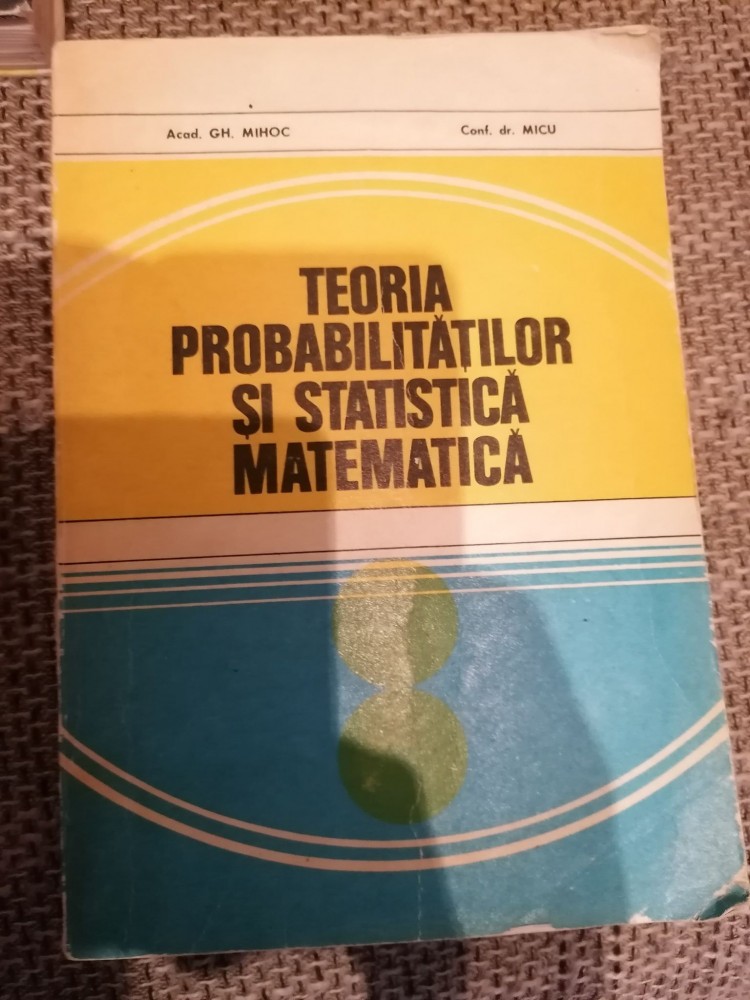 Acad. GH. MIHOC Conf. dr. MICU
TEORIA
PROBABILITĂȚILOR
ȘI STATISTICĂ
MATEMATICĂ